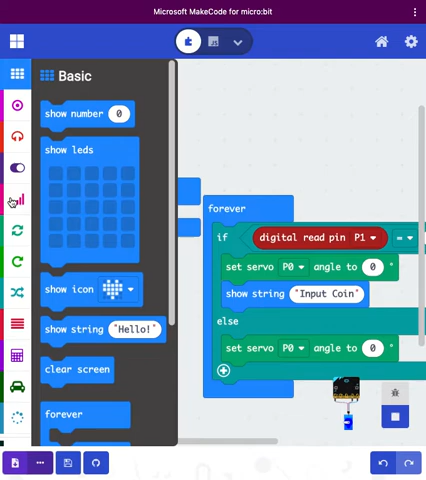 Microsoft MakeCode for micro:bit
Basic
show number 0
show leds
show icon
show string "Hello!"
clear screen
forever
forever
if digital read pin P1 =
set servo P0 angle to 0
show string "Input Coin"
else
set servo P0 angle to 0